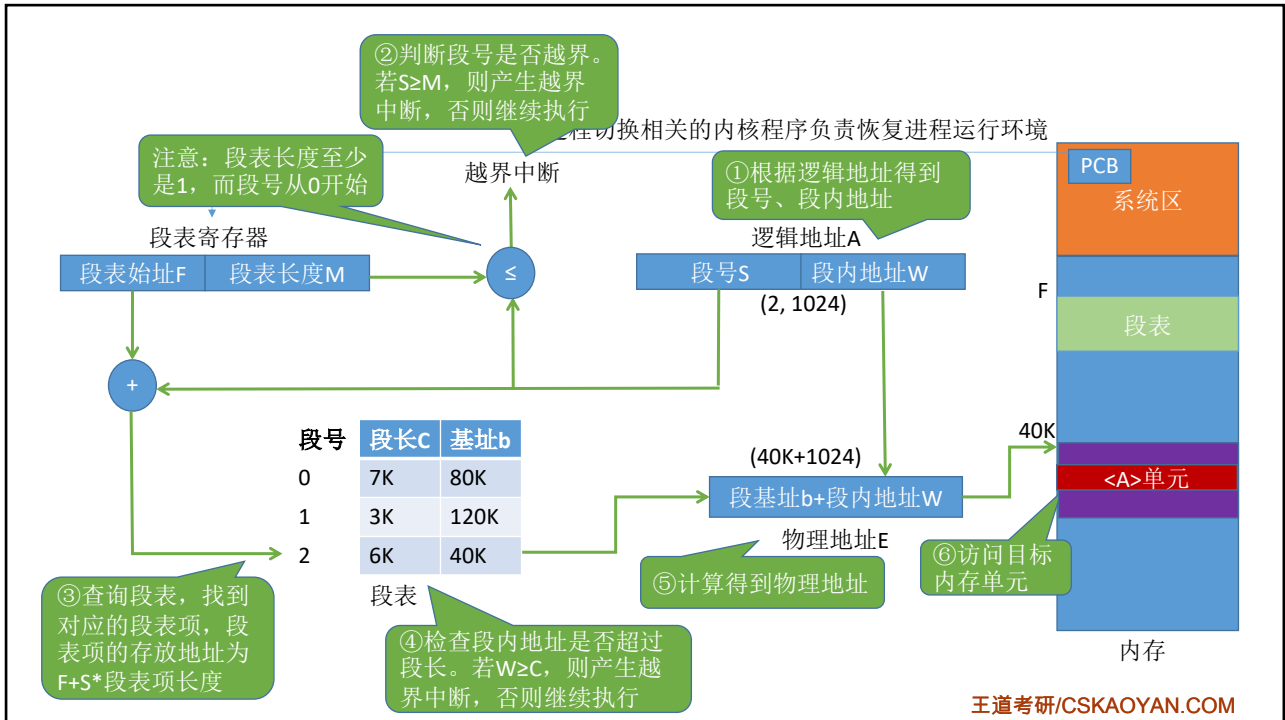 ②判断段号是否越界。
若S≥M，则产生越界
中断，否则继续执行
程切换相关的内核程序负责恢复进程运行环境
注意：段表长度至少
是1，而段号从0开始
越界中断
①根据逻辑地址得到
段号、段内地址
PCB
系统区
段表寄存器
逻辑地址A
段表始址F
段表长度M
≤
段号S
段内地址W
(2, 1024)
F
段表
+
段号
段长C
基址b
0
7K
80K
1
3K
120K
2
6K
40K
段表
(40K+1024)
段基址b+段内地址W
物理地址E
40K
<A>单元
③查询段表，找到
对应的段表项，段
表项的存放地址为
F+S*段表项长度
④检查段内地址是否超过
段长。若W≥C，则产生越
界中断，否则继续执行
⑤计算得到物理地址
⑥访问目标
内存单元
内存
王道考研/CSKAOYAN.COM